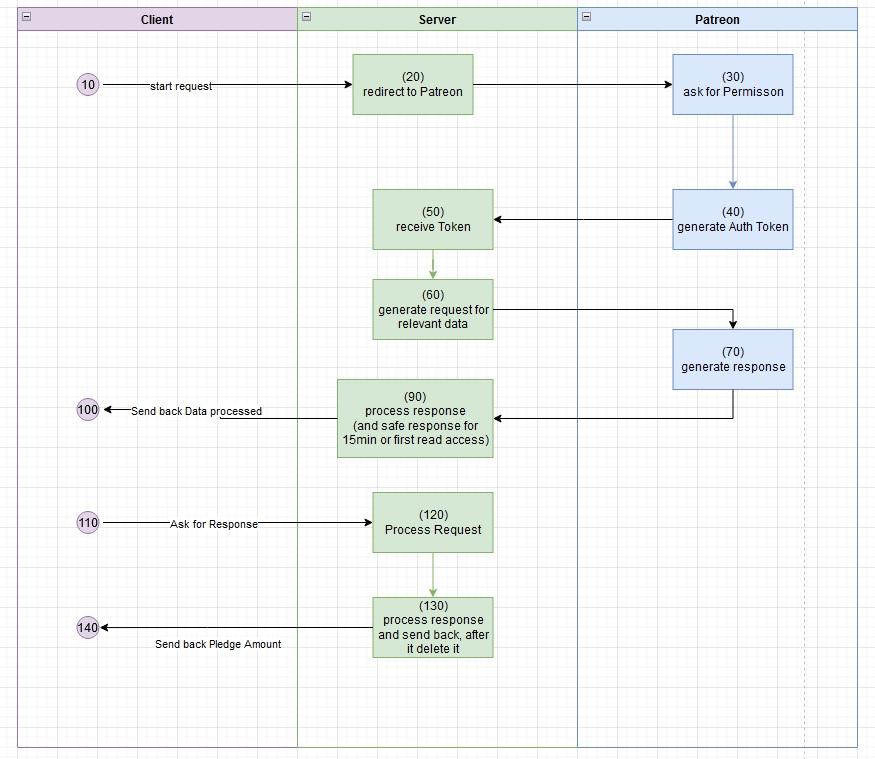 Client
Server
Patreon
10
start request
(20)
redirect to Patreon
(30)
ask for Permisson
(50)
receive Token
(40)
generate Auth Token
(60)
generate request for
relevant data
(70)
generate response
100
Send back Data processed
(90)
process response
(and safe response for
15min or first read access)
110
Ask for Response
(120)
Process Request
140
Send back Pledge Amount
(130)
process response
and send back, after
it delete it